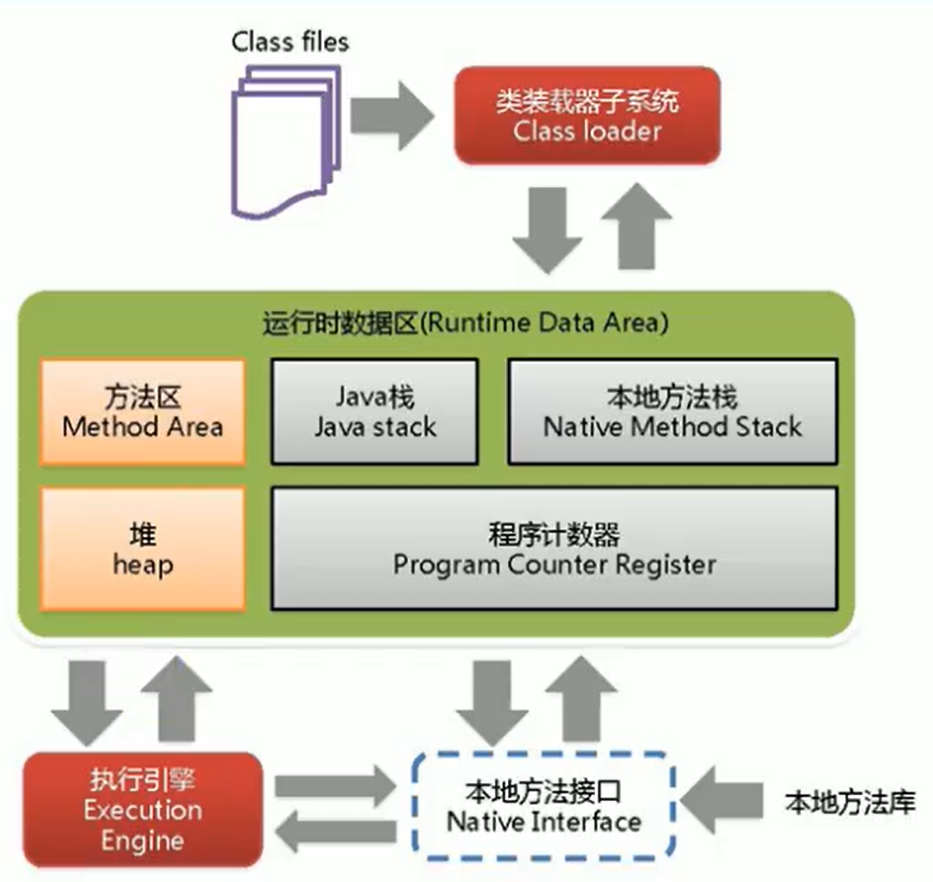 Class files
类装载器子系统
Class loader
运行时数据区(Runtime Data Area)
方法区
Method Area
Java栈
Java stack
本地方法栈
Native Method Stack
堆
heap
程序计数器
Program Counter Register
执行引擎
Execution
Engine
本地方法接口
Native Interface
本地方法库